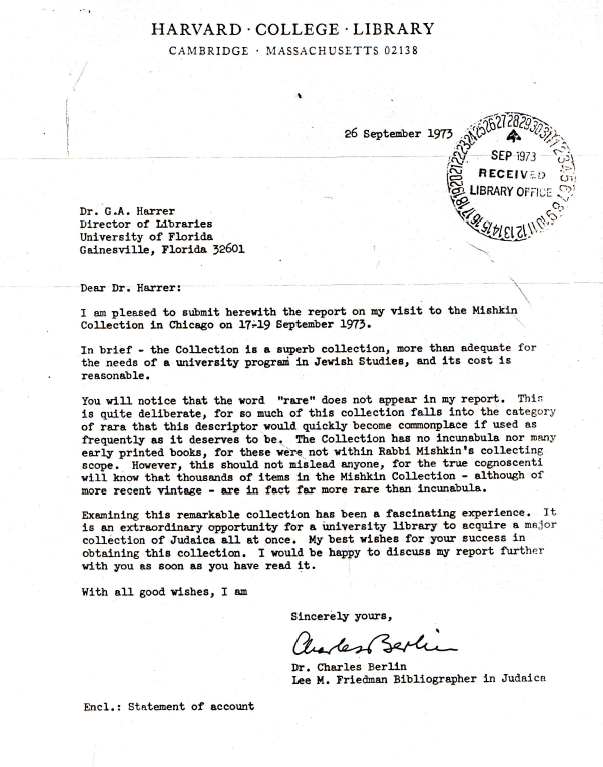 HARVARD · COLLEGE · LIBRARY
CAMBRIDGE · MASSACHUSETTS 02138
26 September 1973
SEP 1973
RECEIVED
LIBRARY OFFICE
Dr. G.A. Harrer
Director of Libraries
University of Florida
Gainesville, Florida 32601
Dear Dr. Harrer:
I am pleased to submit herewith the report on my visit to the Mishkin
Collection in Chicago on 17-19 September 1973.
In brief - the Collection is a superb collection, more than adequate for
the needs of a university program in Jewish Studies, and its cost is
reasonable.
You will notice that the word "rare" does not appear in my report. This
is quite deliberate, for so much of this collection falls into the category
of rara that this descriptor would quickly become commonplace if used as
frequently as it deserves to be. The Collection has no incunabula nor many
early printed books, for these were not within Rabbi Mishkin's collecting
scope. However, this should not mislead anyone, for the true cognoscenti
will know that thousands of items in the Mishkin Collection - although of
more recent vintage - are in fact far more rare than incunabula.
Examining this remarkable collection has been a fascinating experience. It
is an extraordinary opportunity for a university library to acquire a major
collection of Judaica all at once. My best wishes for your success in
obtaining this collection. I would be happy to discuss my report further
with you as soon as you have read it.
With all good wishes, I am
Sincerely yours,
Charles Berlin
Dr. Charles Berlin
Lee M. Friedman Bibliographer in Judaica
Encl.: Statement of account